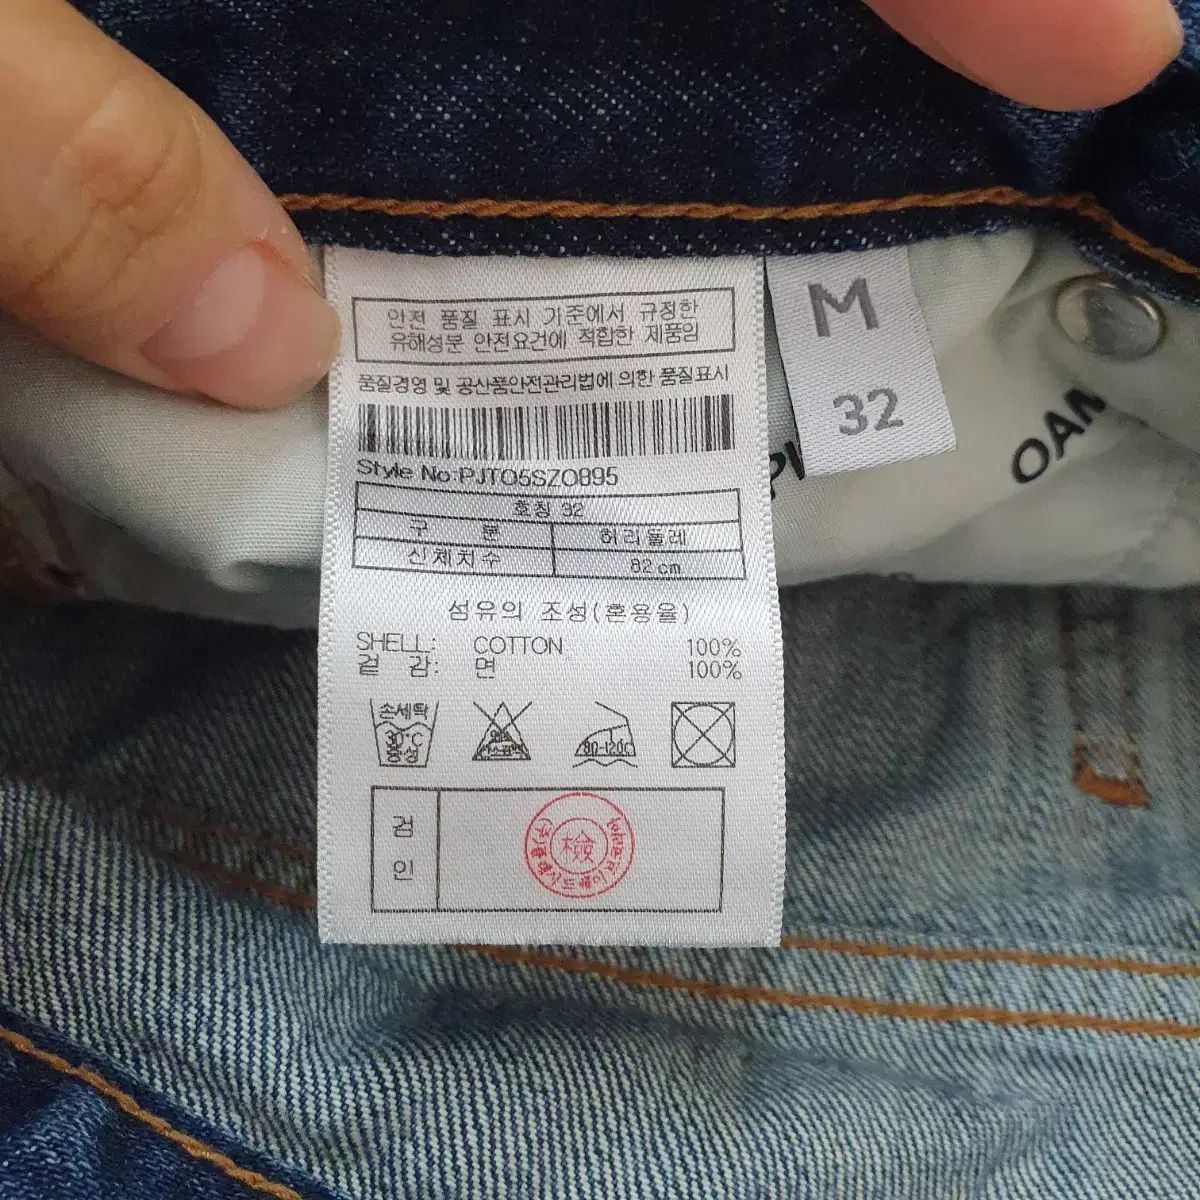 안전 품질 표시 기준에서 규정한
유해성분 안전요건에 적합한 제품임
품질경영 및 공산품안전관리법에 의한 품질표시
Style No:PJT05SZ0895
호칭 32
구 분 허리둘레
신체치수 82 cm
섬유의 조성(혼용율)
SHELL: COTTON 100%
겉 감: 면 100%
손세탁
30°C
중성
80-120c
검
인
檢
M
32
OAN